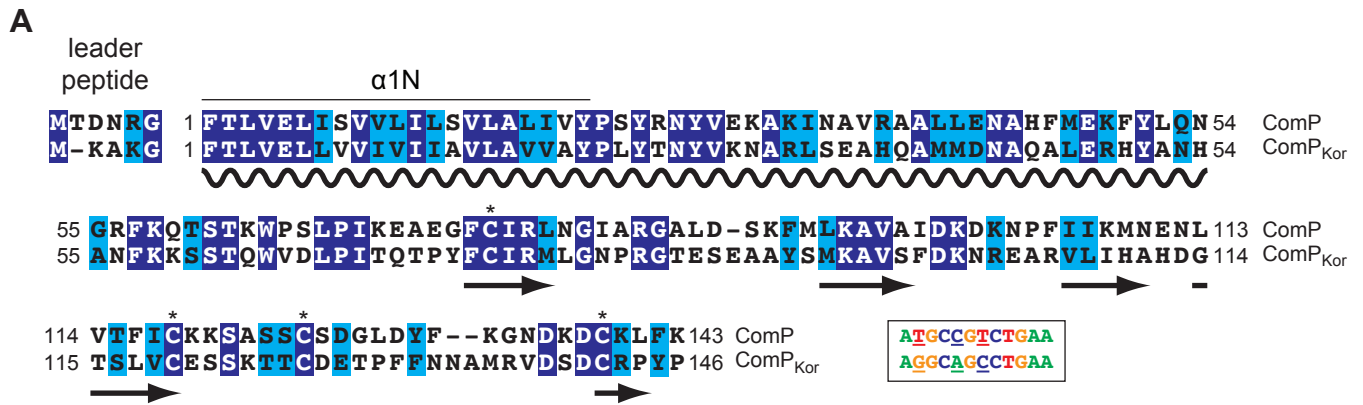 A
leader
peptide
α1N
MTDNRG 1 FTLVELISVVLILSVLALIVYPSYRNYVEKAKINAVRAALLENAHFMEKFYLQN 54 ComP
M-KAKG 1 FTLVELLVVIVIIAVLAVVAYPLYTNYVKNARLSEAHQAMMDNAQALERHYANH 54 ComPKor
*
55 GRFKQTSTKWPSLPIKEAEGFCIRLNGIARGALD-SKFMLKAVAIDKDKNPFIIKMNENL 113 ComP
55 ANFKKSSTQWVDLPITQTPYFCIRMLGNPRGTESEAAYSMKAVSFDKNREARVLIHAHDG 114 ComPKor
* * *
114 VTFICKKSASSCSDGLDYF--KGNDKDCKLFK 143 ComP
115 TSLVCESSKTTCDETPFFNNAMRVDSDCRPYP 146 ComPKor
ATGCCGTCTGAA
AGGCAGCCTGAA